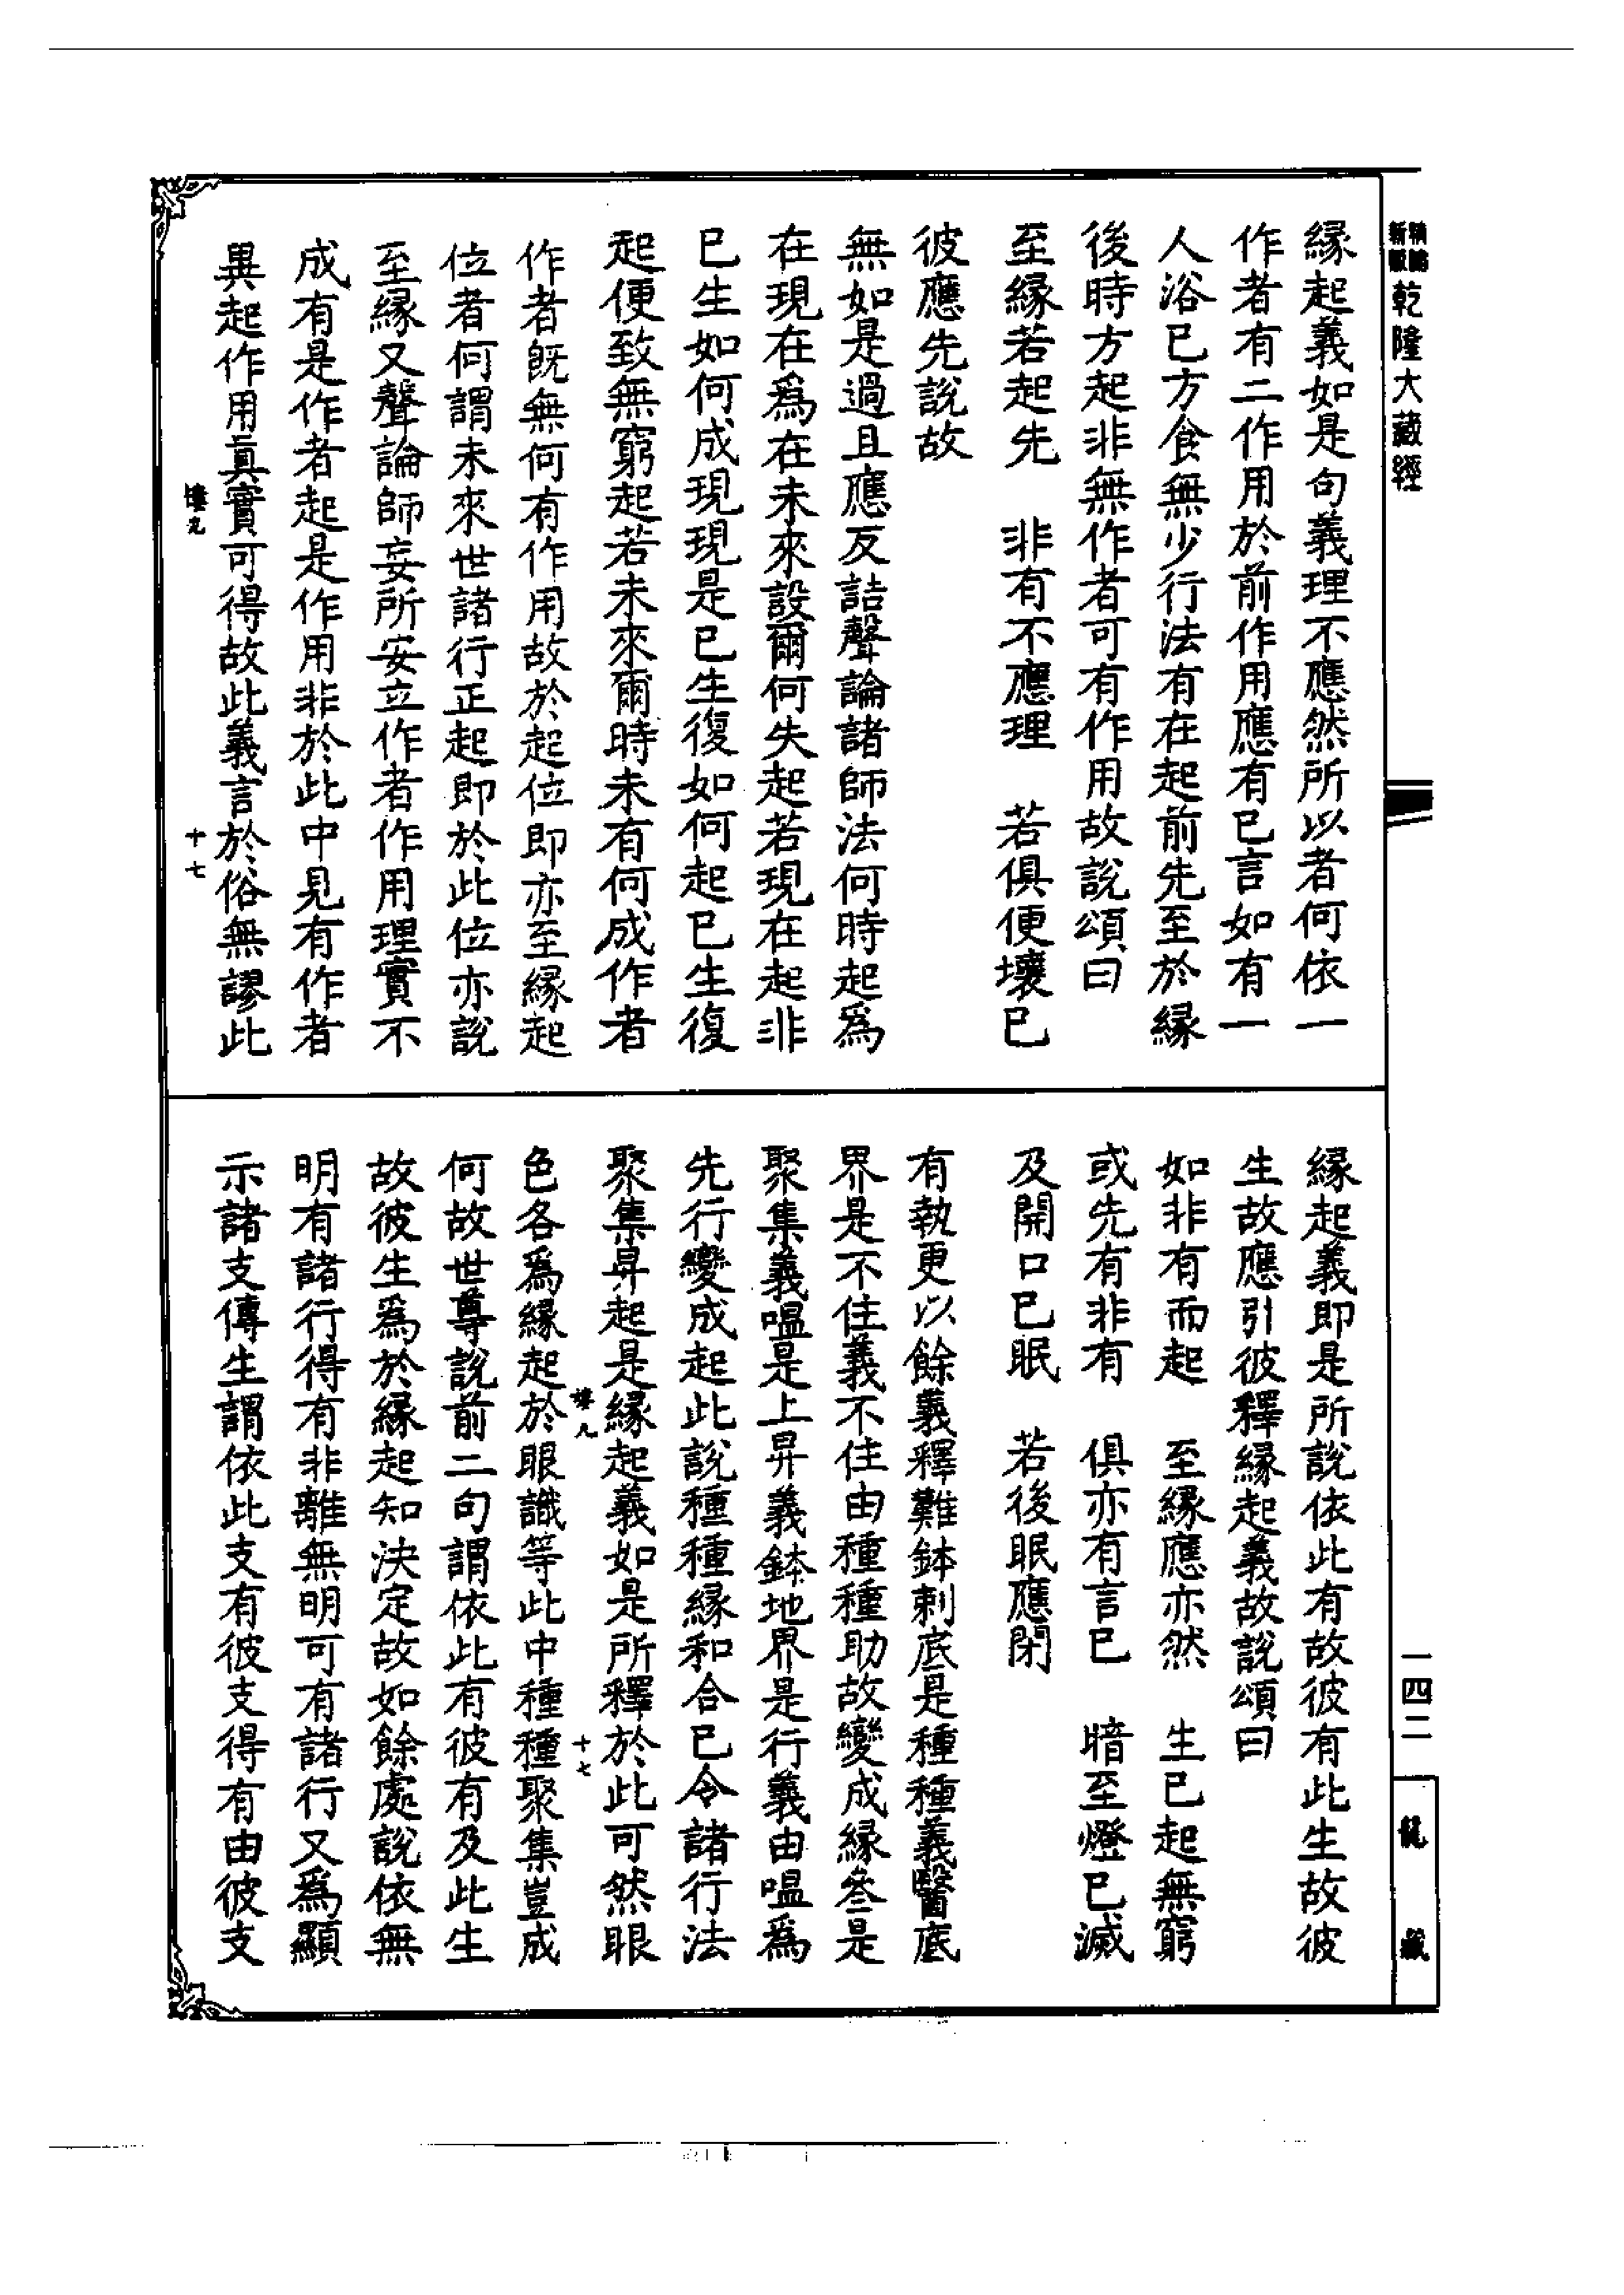 乾隆大藏經
緣起義如是句義理不應然所以者何依一
作者有二作用於前作用應有已言如有一
人浴已方食無少行法有在起前先至於緣
後時方起非無作者可有作用故說頌曰
至緣若起先　非有不應理　若俱便壞已
彼應先說故
無如是過且應反詰聲論諸師法何時起為
在現在為在未來設爾何失起若現在起非
已生如何成現現是已生復如何起已生復
起便致無窮起若未來爾時未有何成作者
作者既無何有作用故於起位即亦至緣起
位者何謂未來世諸行正起即於此位亦說
至緣又聲論師妄所安立作者作用理實不
成有是作者起是作用非於此中見有作者
異起作用真實可得故此義言於俗無謬此
十七
緣起義即是所說依此有故彼有此生故彼
生故應引彼釋緣起義故說頌曰
如非有而起　至緣應亦然　生已起無窮
或先有非有　俱亦有言已　暗至燈已滅
及開口已眠　若後眠應閉
有執更以餘義釋難鉢剌底是種種義醫底
界是不住義不住由種種助故變成緣參是
聚集義嗢是上昇義鉢地界是行義由嗢為
先行變成起此說種種緣和合已令諸行法
聚集昇起是緣起義如是所釋於此可然眼
十七
色各為緣起於眼識等此中種種聚集豈成
何故世尊說前二句謂依此有彼有及此生
故彼生為於緣起知決定故如餘處說依無
明有諸行得有非離無明可有諸行又為顯
示諸支傳生謂依此支有彼支得有由彼支
一四二
龍藏